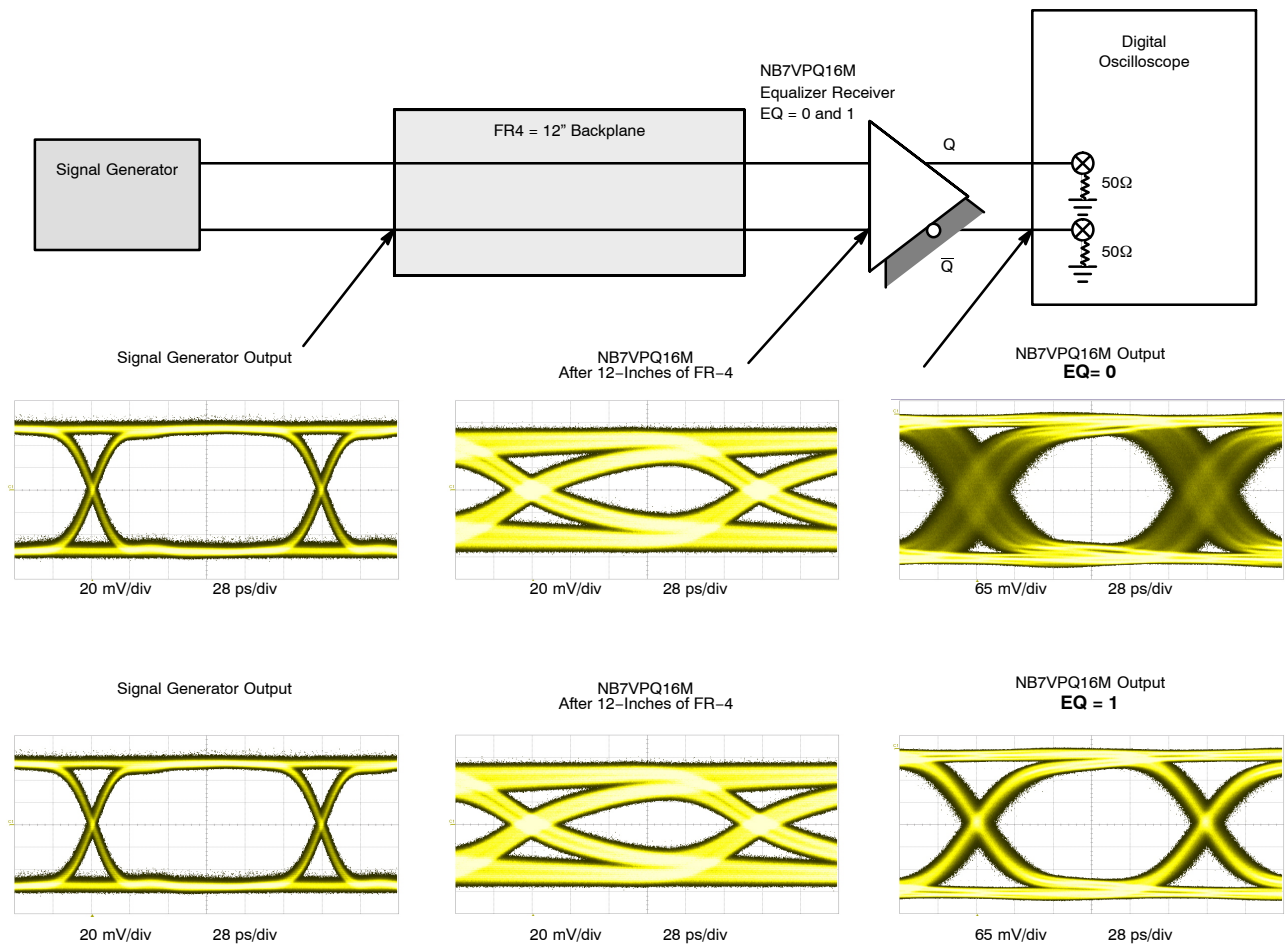 Digital
Oscilloscope
NB7VPQ16M
Equalizer Receiver
EQ = 0 and 1
FR4 = 12” Backplane
Signal Generator
Q
50Ω
50Ω
Q̅
Signal Generator Output
NB7VPQ16M
After 12−Inches of FR−4
NB7VPQ16M Output
EQ= 0
20 mV/div 28 ps/div
20 mV/div 28 ps/div
65 mV/div 28 ps/div
Signal Generator Output
NB7VPQ16M
After 12−Inches of FR−4
NB7VPQ16M Output
EQ = 1
20 mV/div 28 ps/div
20 mV/div 28 ps/div
65 mV/div 28 ps/div